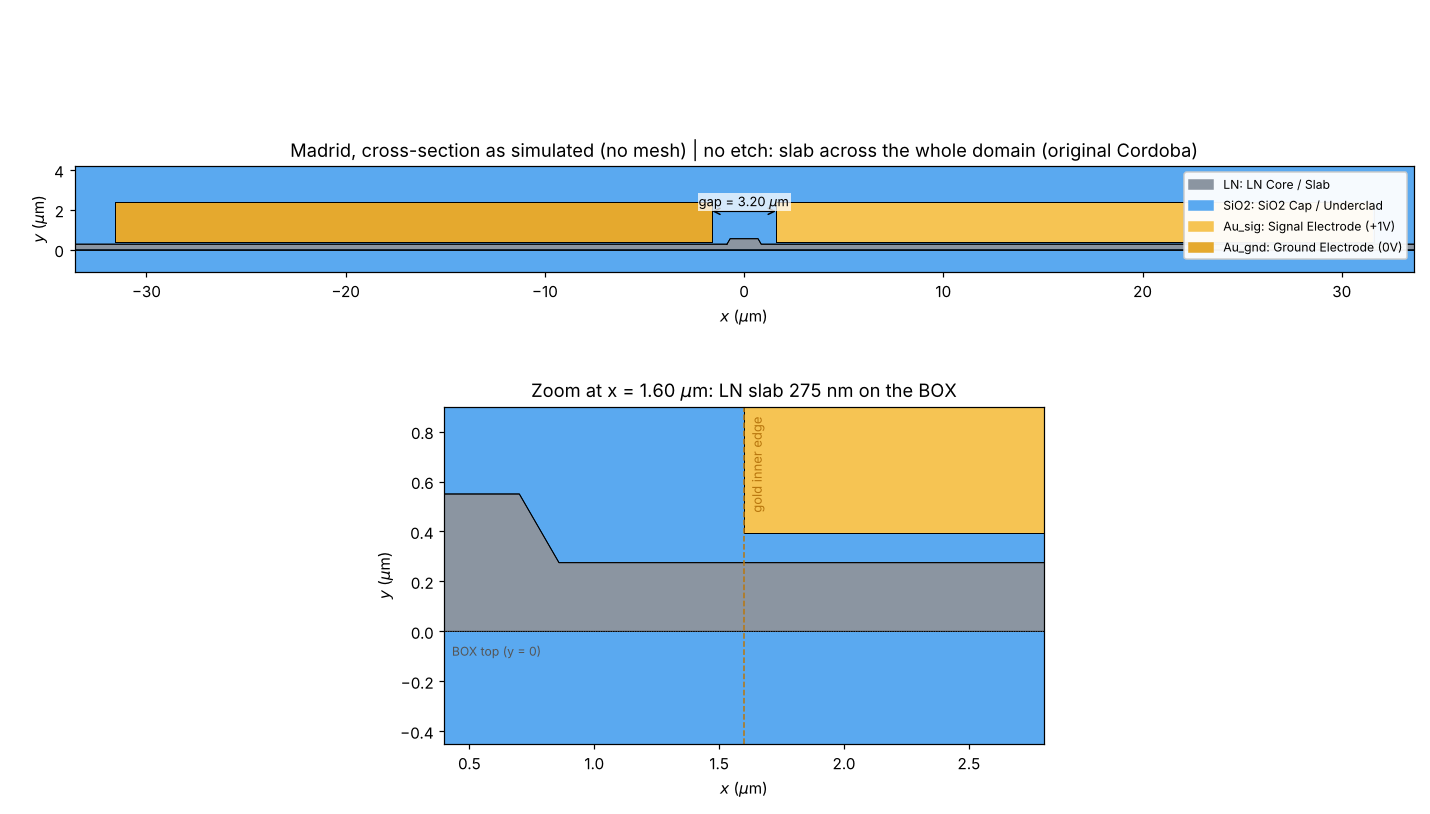 Madrid, cross-section as simulated (no mesh) | no etch: slab across the whole domain (original Cordoba)
4
2
0
y (μm)
gap = 3.20 μm
LN: LN Core / Slab
SiO2: SiO2 Cap / Underclad
Au_sig: Signal Electrode (+1V)
Au_gnd: Ground Electrode (0V)
−30 −20 −10 0 10 20 30
x (μm)
Zoom at x = 1.60 μm: LN slab 275 nm on the BOX
0.8
0.6
0.4
0.2
0.0
−0.2
−0.4
y (μm)
gold inner edge
BOX top (y = 0)
0.5 1.0 1.5 2.0 2.5
x (μm)